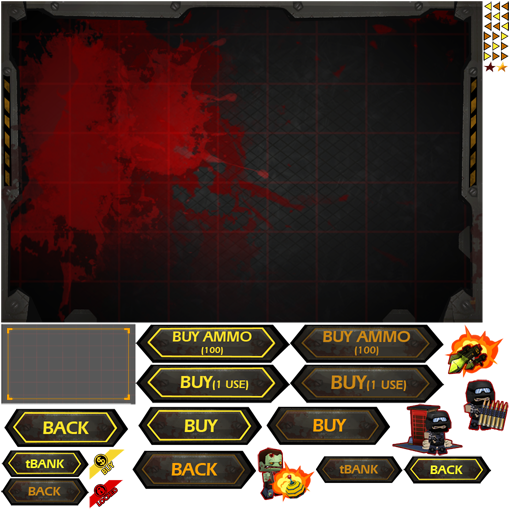 BUY AMMO
(100)
BUY AMMO
(100)
BUY(1 USE)
BUY(1 USE)
BACK
BUY
BUY
tBANK
BACK
tBANK
BACK
BACK